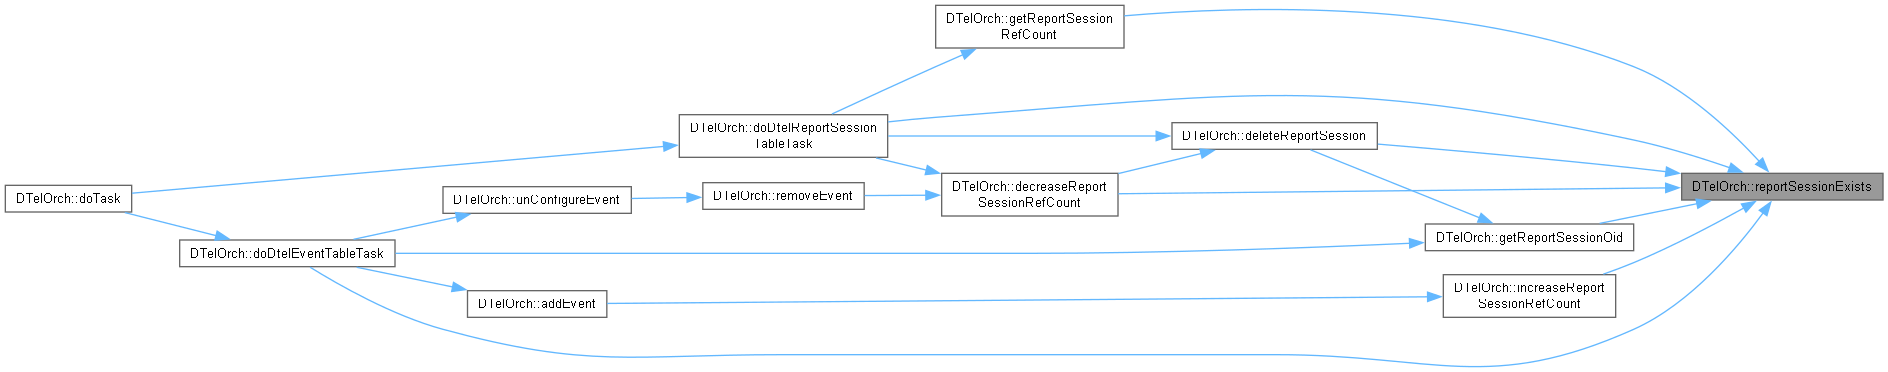 DTelOrch::getReportSession
RefCount
DTelOrch::doDtelReportSession
TableTask
DTelOrch::deleteReportSession
DTelOrch::reportSessionExists
DTelOrch::doTask
DTelOrch::unConfigureEvent
DTelOrch::removeEvent
DTelOrch::decreaseReport
SessionRefCount
DTelOrch::getReportSessionOid
DTelOrch::doDtelEventTableTask
DTelOrch::addEvent
DTelOrch::increaseReport
SessionRefCount